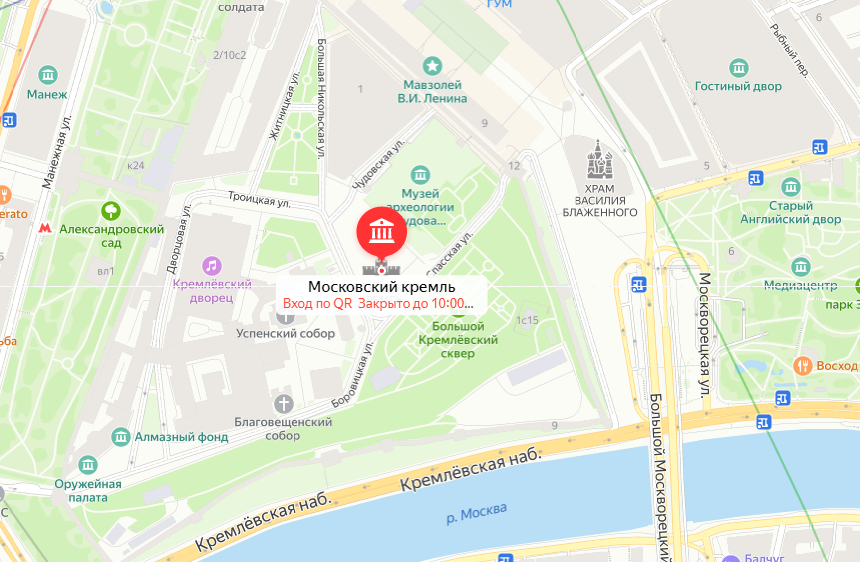 солдата
ГУМ
6
Рыбный пер.
2/10с2
Большая Никольская ул.
Манеж
Житницкая ул.
1
Мавзолей
В.И. Ленина
Гостиный двор
Манежная ул.
9
Чудовская ул.
к24
12
5
Музей
археологии
Чудова...
ХРАМ
ВАСИЛИЯ
БЛАЖЕННОГО
Троицкая ул.
Старый
Английский двор
Александровский
сад
Дворцовая ул.
Спасская ул.
6
вл1
Кремлёвский
дворец
Московский кремль
Вход по QR Закрыто до 10:00...
Медиацентр
парк З
Москворецкая ул.
Успенский собор
Большой
Кремлёвский
сквер
1с15
Боровицкая ул.
Восход
Благовещенский
собор
Алмазный фонд
9
Большой Москворецкий
Оружейная
палата
Кремлёвская наб.
Кремлёвская наб.
р. Москва
Балчуг